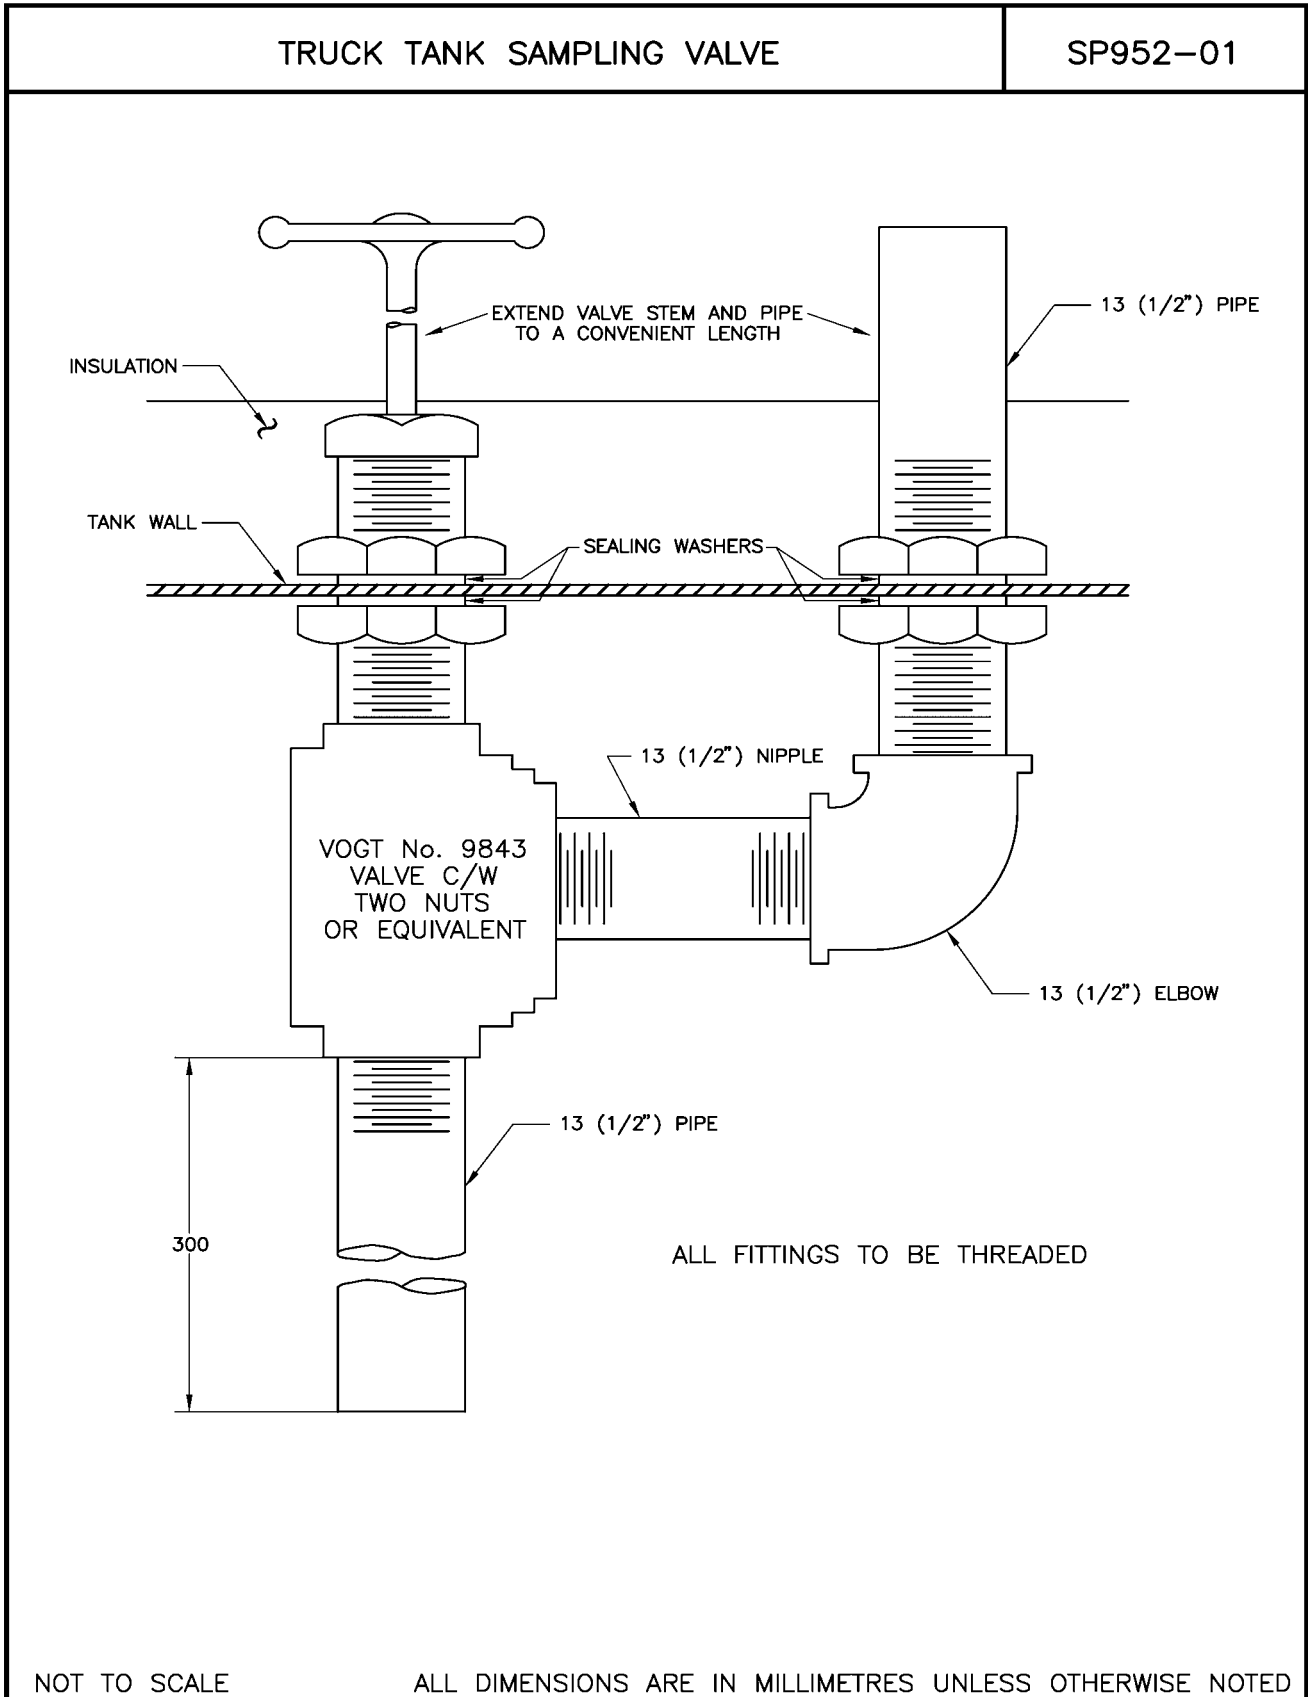 TRUCK TANK SAMPLING VALVE
SP952-01
EXTEND VALVE STEM AND PIPE
TO A CONVENIENT LENGTH
13 (1/2") PIPE
INSULATION
TANK WALL
SEALING WASHERS
13 (1/2") NIPPLE
VOGT No. 9843
VALVE C/W
TWO NUTS
OR EQUIVALENT
13 (1/2") ELBOW
13 (1/2") PIPE
300
ALL FITTINGS TO BE THREADED
NOT TO SCALE
ALL DIMENSIONS ARE IN MILLIMETRES UNLESS OTHERWISE NOTED